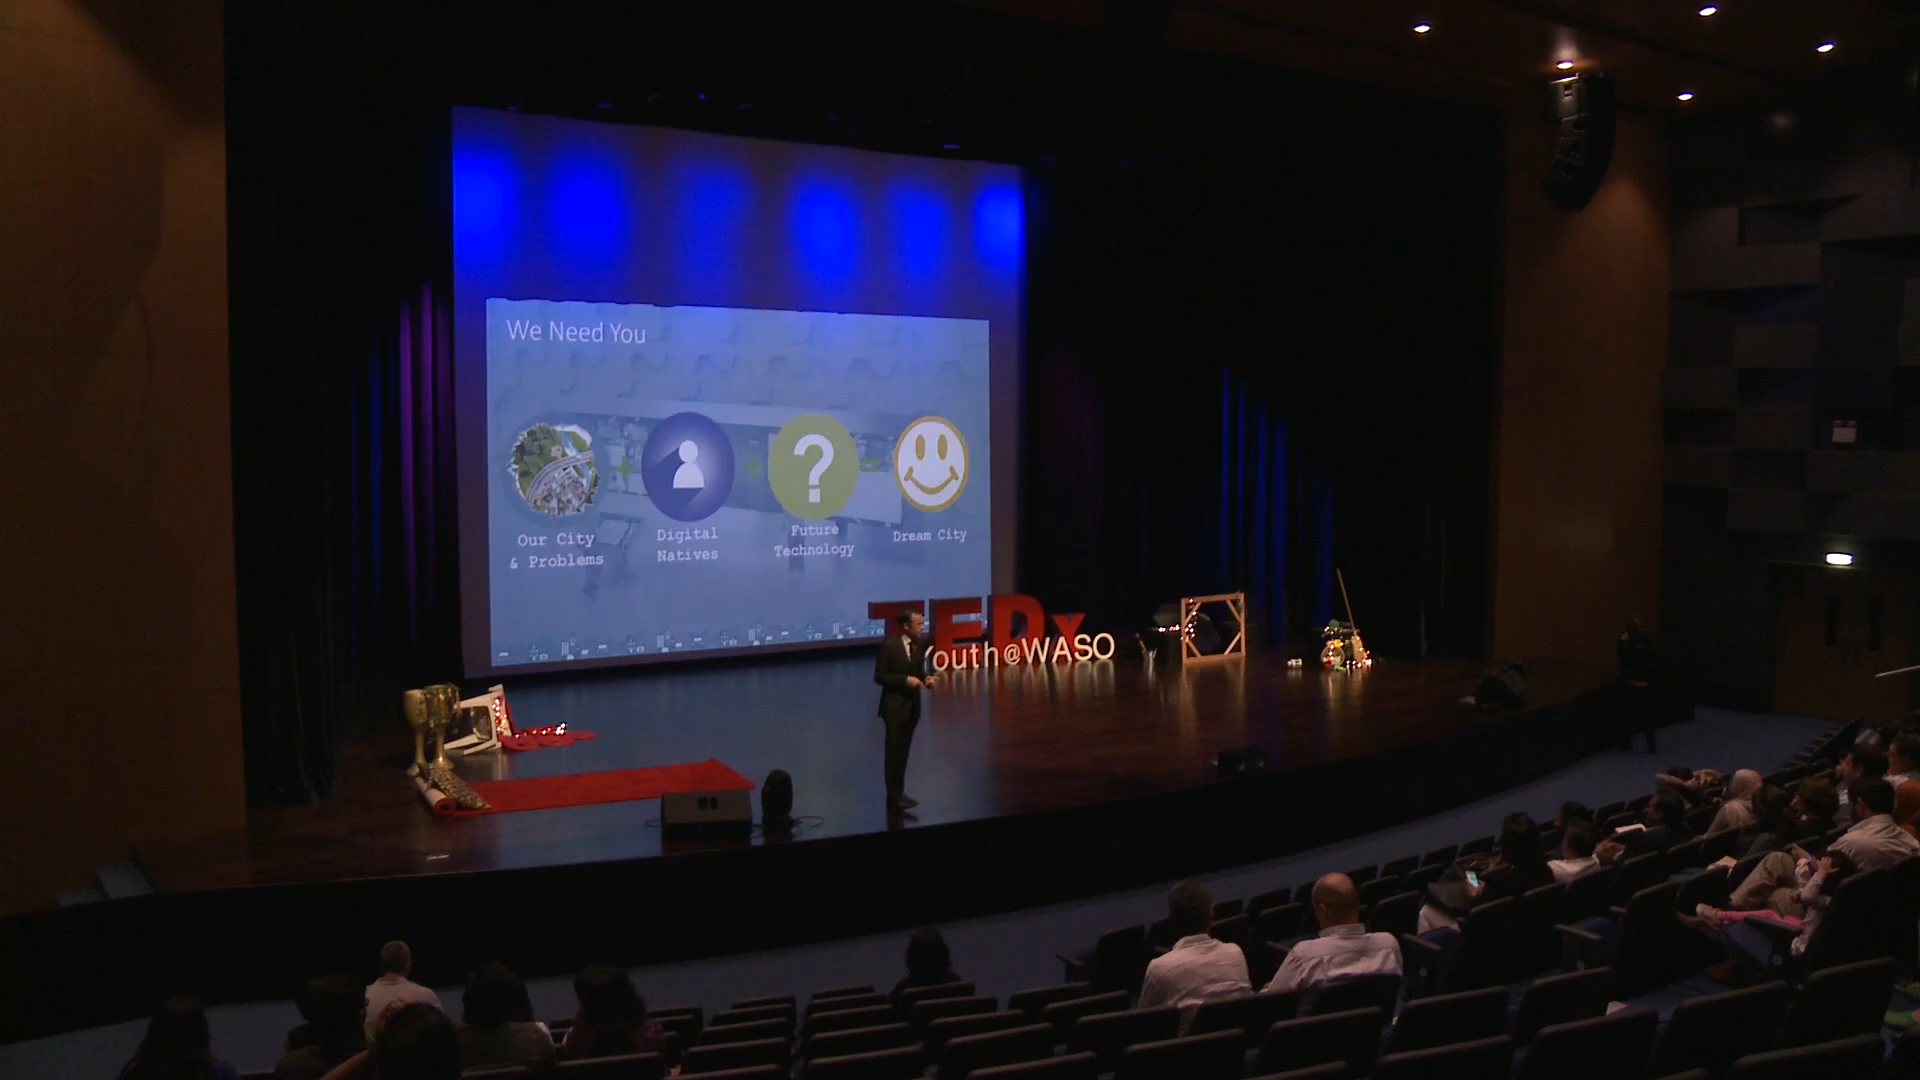 We Need You
?
Our City
& Problems
Digital
Natives
Future
Technology
Dream City
TEDx
Youth@WASO